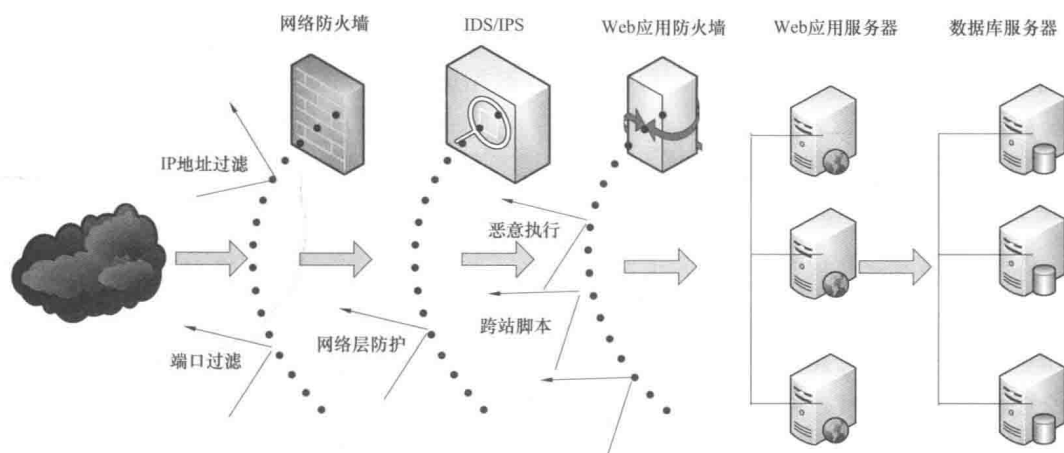 网络防火墙
IDS/IPS
Web应用防火墙
Web应用服务器
数据库服务器
IP地址过滤
恶意执行
跨站脚本
网络层防护
端口过滤